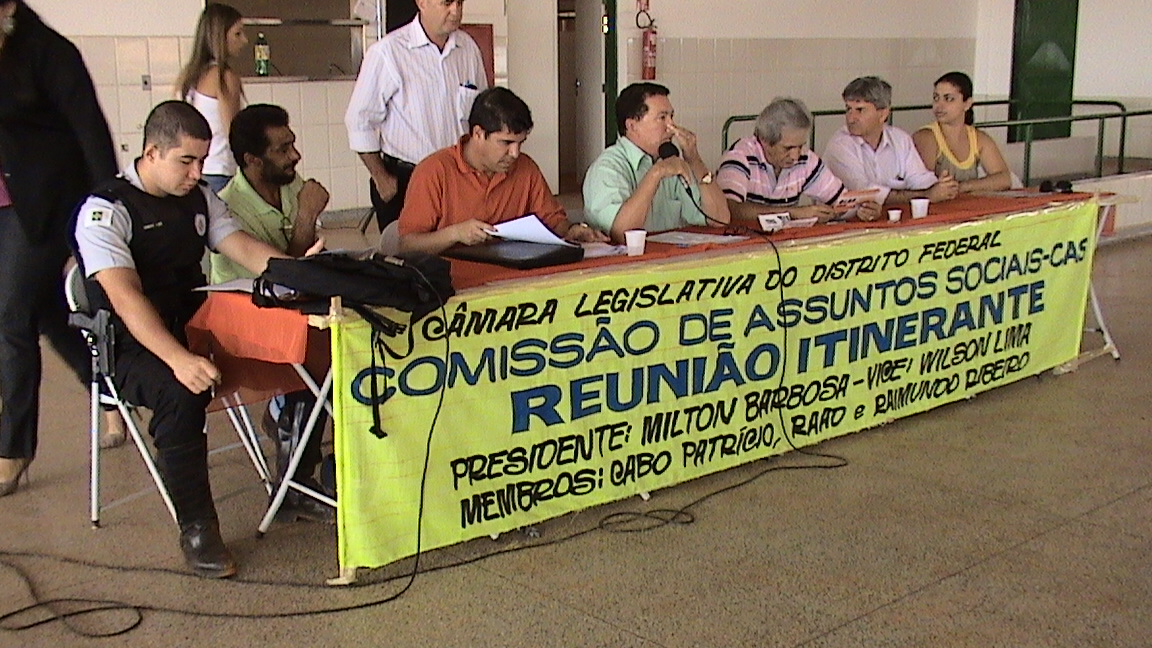 CÂMARA LEGISLATIVA DO DISTRITO FEDERAL
COMISSÃO DE ASSUNTOS SOCIAIS-CAS
REUNIÃO ITINERANTE
PRESIDENTE: MILTON BARBOSA - VICE: WILSON LIMA
MEMBROS: CABO PATRÍCIO, RAAD e RAIMUNDO RIBEIRO